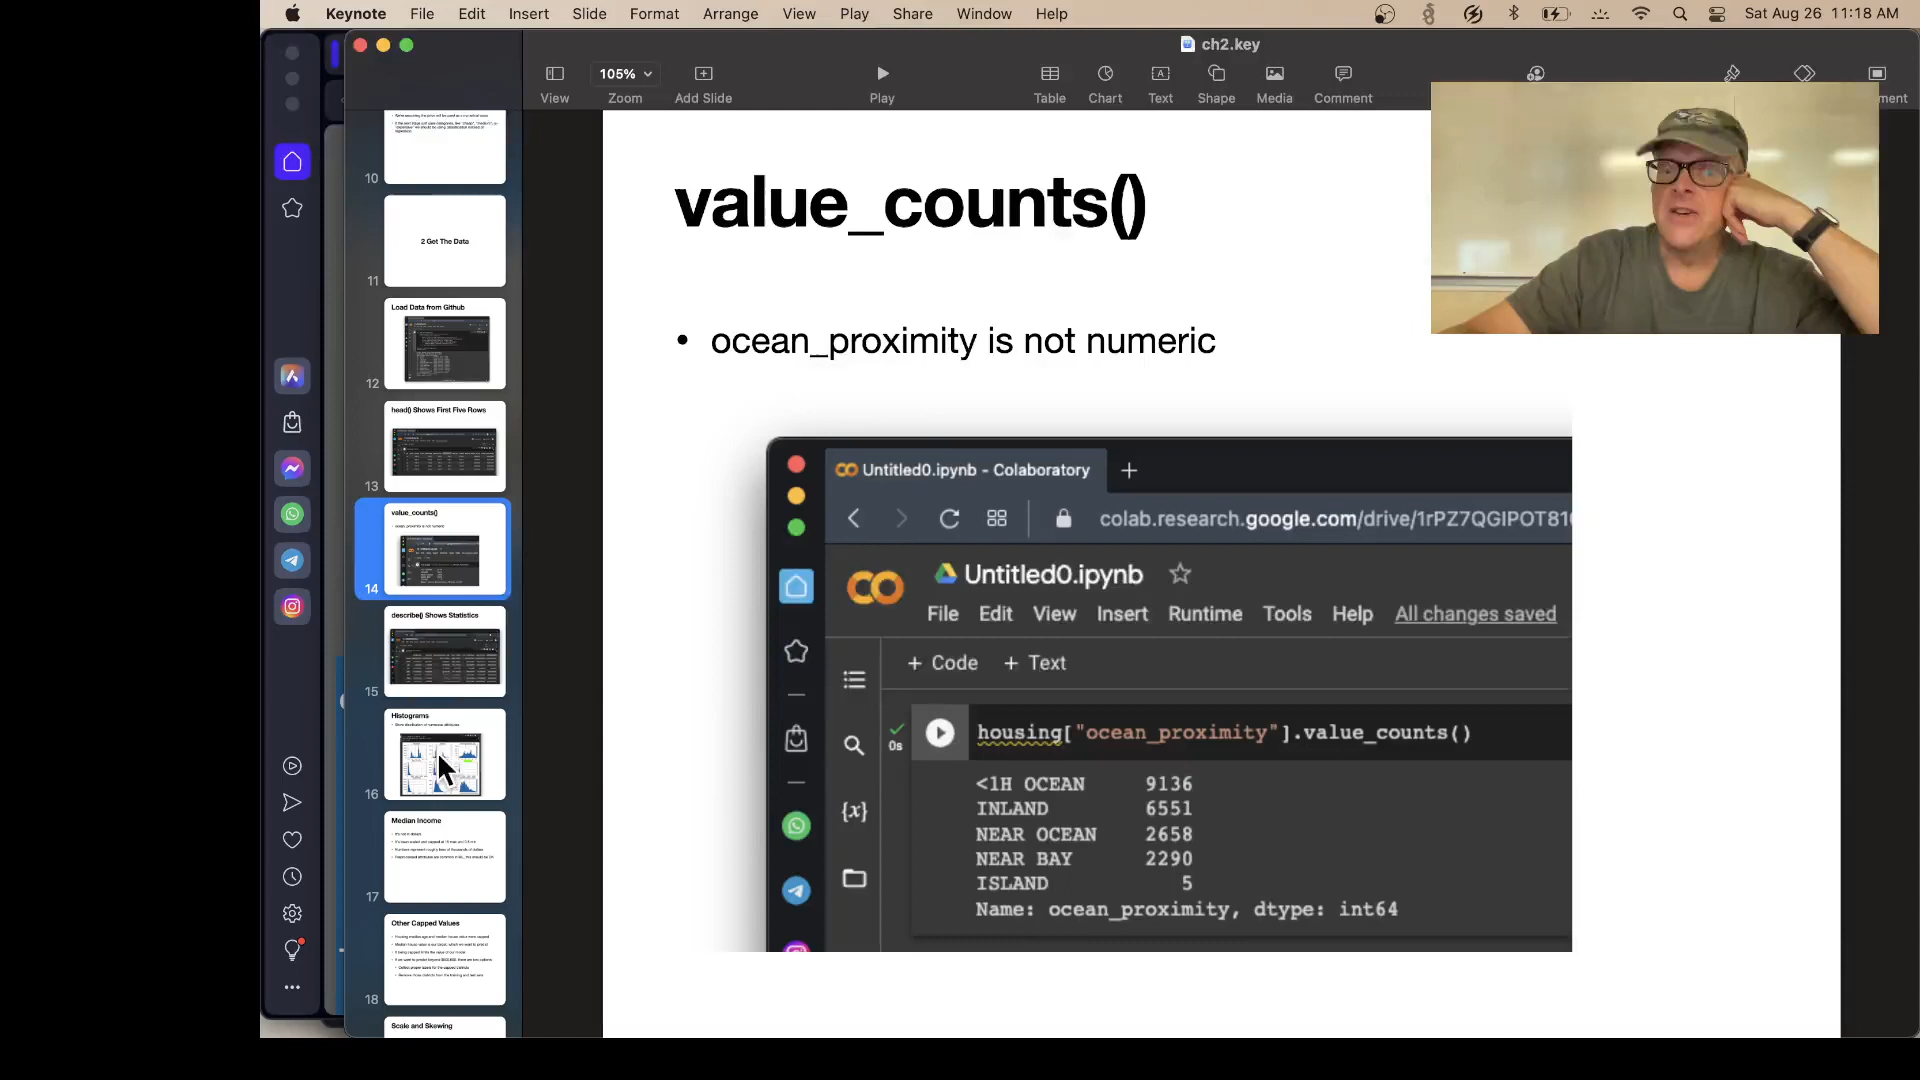 Keynote File Edit Insert Slide Format Arrange View Play Share Window Help
Sat Aug 26 11:18 AM
ch2.key
105%
View Zoom Add Slide Play Table Chart Text Shape Media Comment
ment
10
2 Get The Data
11
Load Data from Github
12
head() Shows First Five Rows
13
value_counts()
ocean_proximity is not numeric
14
describe() Shows Statistics
15
Histograms
16
Median Income
17
Other Capped Values
18
Scale and Skewing
value_counts()
• ocean_proximity is not numeric
Untitled0.ipynb - Colaboratory
colab.research.google.com/drive/1rPZ7QGIPOT81
Untitled0.ipynb
File Edit View Insert Runtime Tools Help All changes saved
+ Code + Text
0s
housing["ocean_proximity"].value_counts()
{x}
<1H OCEAN 9136
INLAND 6551
NEAR OCEAN 2658
NEAR BAY 2290
ISLAND 5
Name: ocean_proximity, dtype: int64